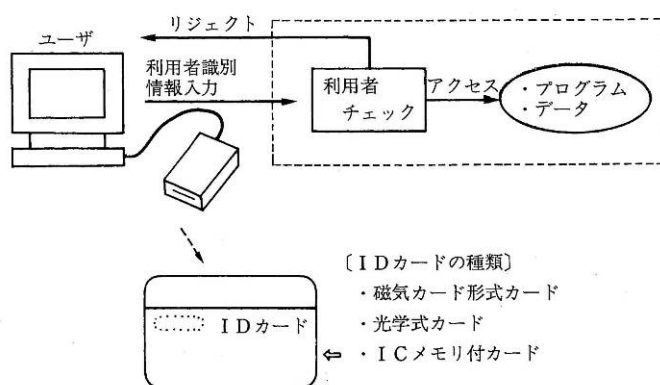 リジェクト
ユーザ
利用者識別
情報入力
利用者
チェック
アクセス
・プログラム
・データ
〔IDカードの種類〕
・磁気カード形式カード
・光学式カード
⇦ ・ICメモリ付カード
IDカード